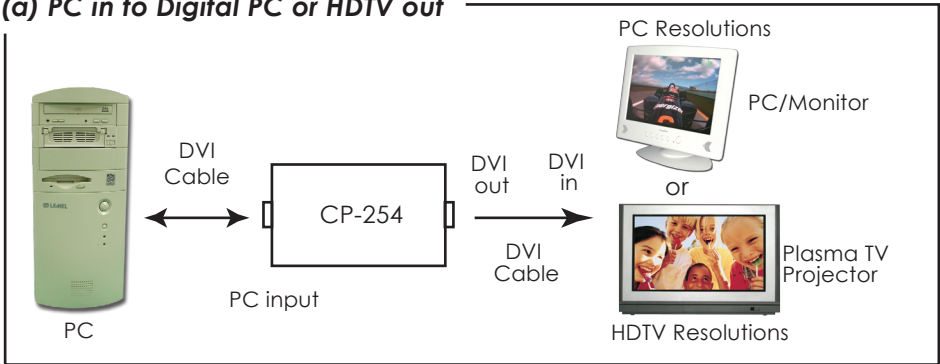 (a) PC in to Digital PC or HDTV out
PC Resolutions
PC/Monitor
DVI
Cable
DVI
out
DVI
in
or
CP-254
DVI
Cable
Plasma TV
Projector
PC input
PC
HDTV Resolutions